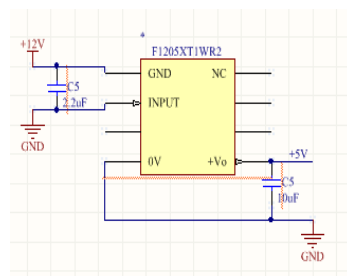 *
+12V
F1205XT1WR2
GND NC
C5
2.2uF
INPUT
GND
0V +Vo
+5V
C5
10uF
GND